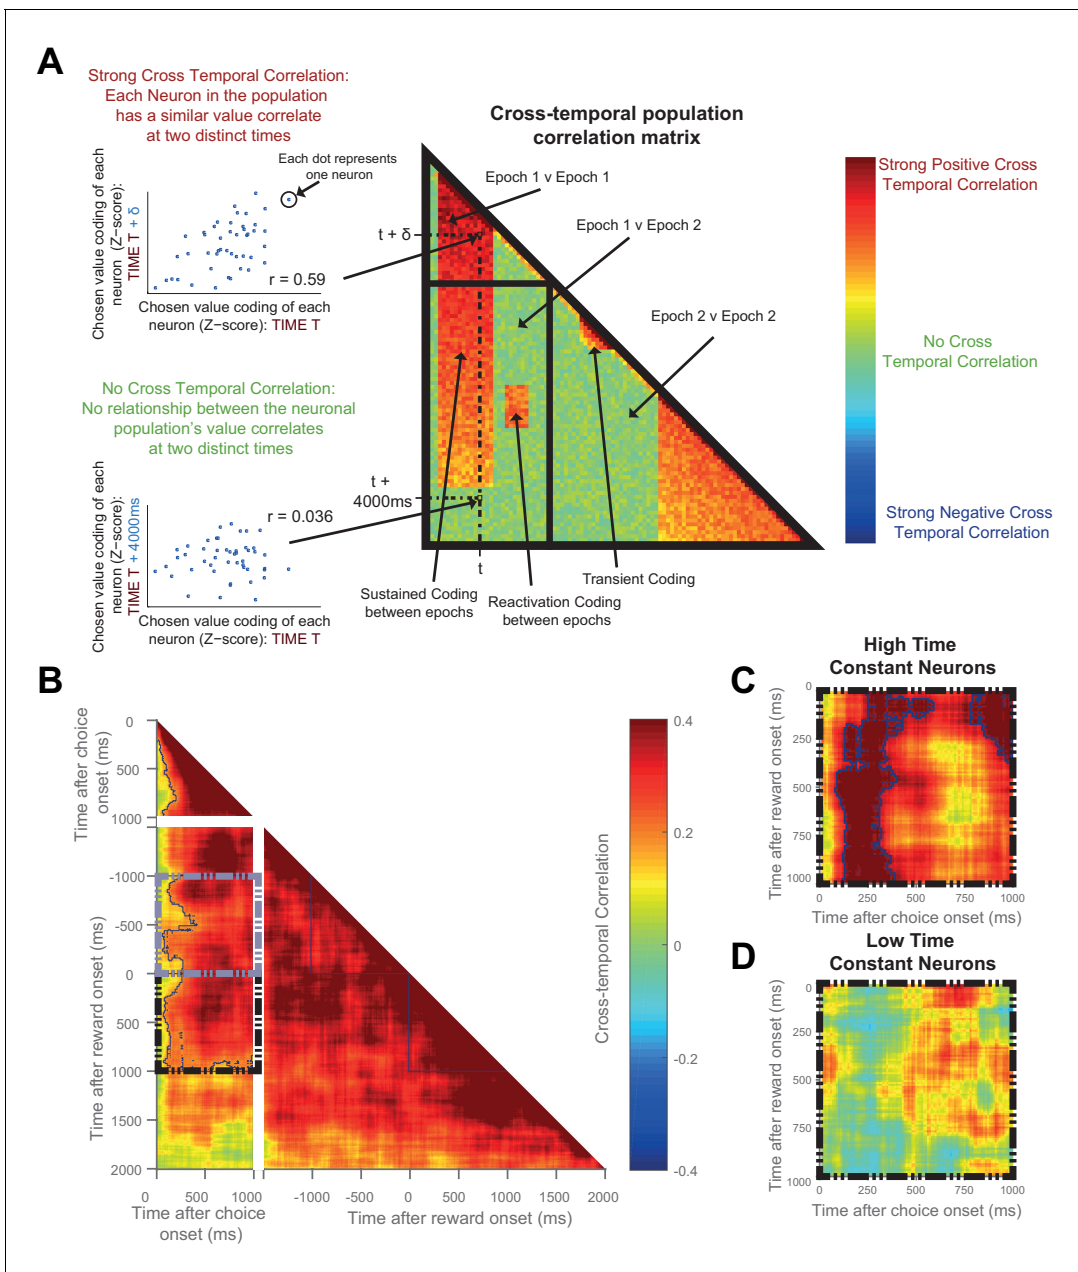 A
Strong Cross Temporal Correlation:
Each Neuron in the population
has a similar value correlate
at two distinct times
Each dot represents
one neuron
Chosen value coding of each
neuron (Z−score):
TIME T + δ
r = 0.59
Chosen value coding of each
neuron (Z−score): TIME T
No Cross Temporal Correlation:
No relationship between the neuronal
population's value correlates
at two distinct times
Chosen value coding of each
neuron (Z−score):
TIME T + 4000ms
r = 0.036
Chosen value coding of each
neuron (Z−score): TIME T
Cross-temporal population
correlation matrix
Epoch 1 v Epoch 1
Epoch 1 v Epoch 2
Epoch 2 v Epoch 2
t + δ
t +
4000ms
t
Sustained Coding
between epochs
Reactivation Coding
between epochs
Transient Coding
Strong Positive Cross
Temporal Correlation
No Cross
Temporal Correlation
Strong Negative Cross
Temporal Correlation
B
Time after choice
onset (ms)
0
500
1000
Time after reward onset (ms)
-1000
-500
0
500
1000
1500
2000
0
500
1000
Time after choice
onset (ms)
-1000
-500
0
500
1000
1500
2000
Time after reward onset (ms)
Cross-temporal Correlation
0.4
0.2
0
-0.2
-0.4
C
High Time
Constant Neurons
Time after reward onset (ms)
0
250
500
750
1000
0
250
500
750
1000
Time after choice onset (ms)
D
Low Time
Constant Neurons
Time after reward onset (ms)
0
250
500
750
1000
0
250
500
750
1000
Time after choice onset (ms)